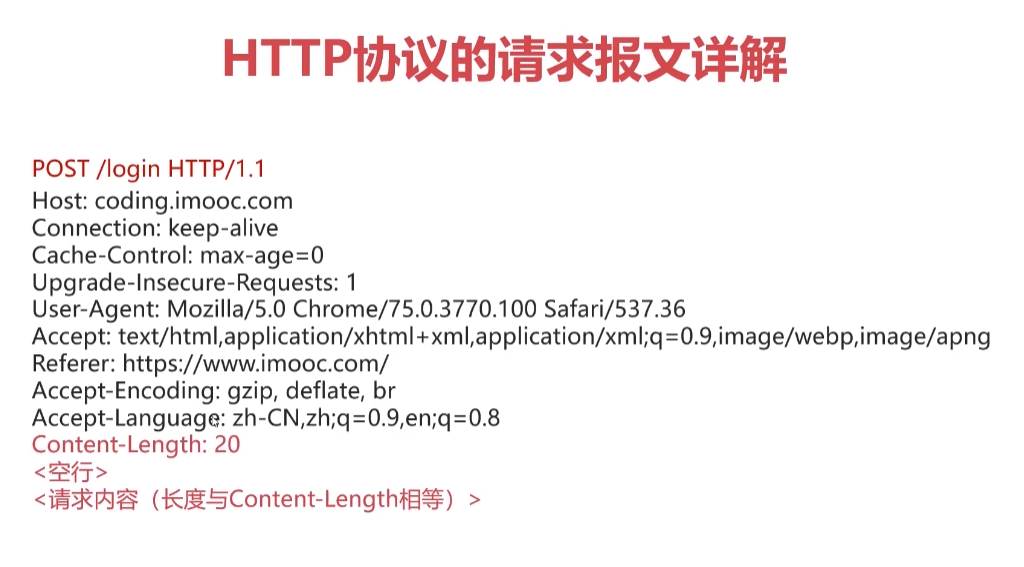 HTTP协议的请求报文详解
POST /login HTTP/1.1
Host: coding.imooc.com
Connection: keep-alive
Cache-Control: max-age=0
Upgrade-Insecure-Requests: 1
User-Agent: Mozilla/5.0 Chrome/75.0.3770.100 Safari/537.36
Accept: text/html,application/xhtml+xml,application/xml;q=0.9,image/webp,image/apng
Referer: https://www.imooc.com/
Accept-Encoding: gzip, deflate, br
Accept-Language: zh-CN,zh;q=0.9,en;q=0.8
Content-Length: 20
<空行>
<请求内容（长度与Content-Length相等）>